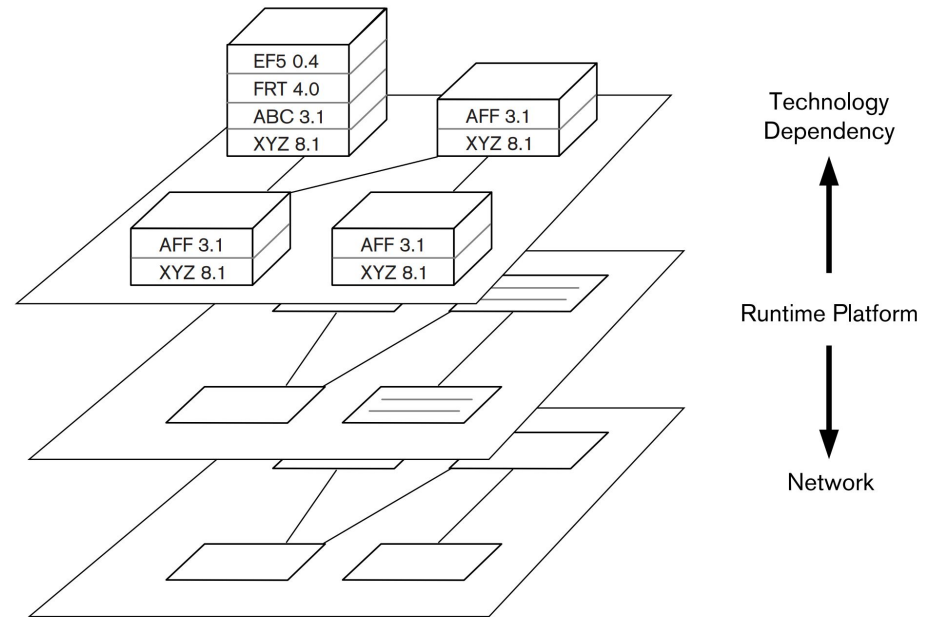 EF5 0.4
FRT 4.0
ABC 3.1
XYZ 8.1
AFF 3.1
XYZ 8.1
AFF 3.1
XYZ 8.1
AFF 3.1
XYZ 8.1
Technology
Dependency
Runtime Platform
Network